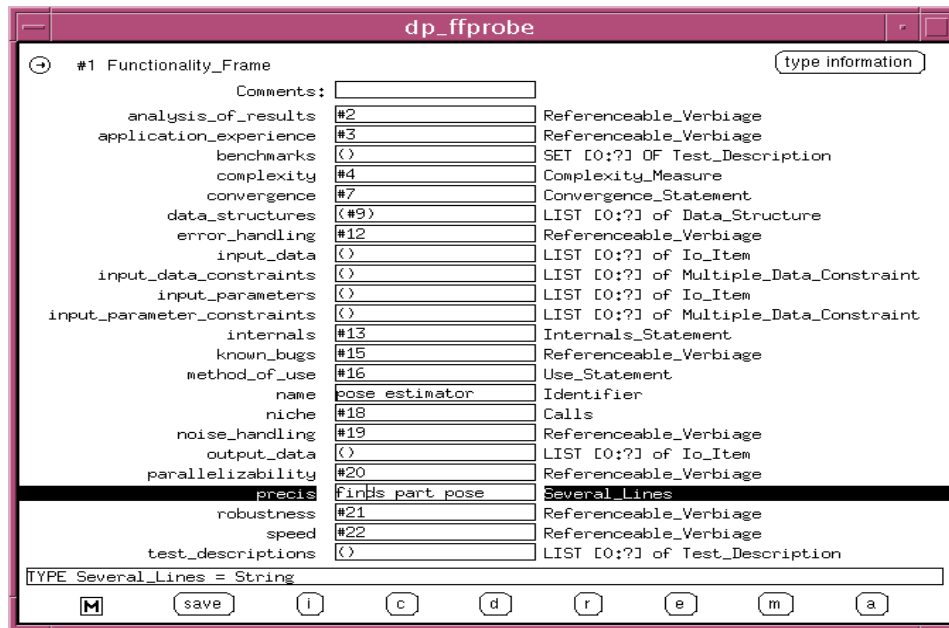 dp_ffprobe
#1 Functionality_Frame type information
Comments:
analysis_of_results #2 Referenceable_Verbiage
application_experience #3 Referenceable_Verbiage
benchmarks () SET [0:?] OF Test_Description
complexity #4 Complexity_Measure
convergence #7 Convergence_Statement
data_structures (#9) LIST [0:?] of Data_Structure
error_handling #12 Referenceable_Verbiage
input_data () LIST [0:?] of Io_Item
input_data_constraints () LIST [0:?] of Multiple_Data_Constraint
input_parameters () LIST [0:?] of Io_Item
input_parameter_constraints () LIST [0:?] of Multiple_Data_Constraint
internals #13 Internals_Statement
known_bugs #15 Referenceable_Verbiage
method_of_use #16 Use_Statement
name pose estimator Identifier
niche #18 Calls
noise_handling #19 Referenceable_Verbiage
output_data () LIST [0:?] of Io_Item
parallelizability #20 Referenceable_Verbiage
precis finds part pose Several_Lines
robustness #21 Referenceable_Verbiage
speed #22 Referenceable_Verbiage
test_descriptions () LIST [0:?] of Test_Description
TYPE Several_Lines = String
M save i c d r e m a